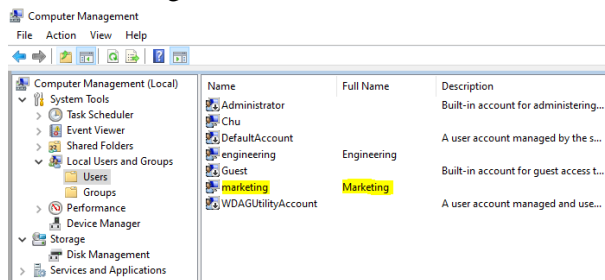 Computer Management
File Action View Help
Computer Management (Local)
System Tools
Task Scheduler
Event Viewer
Shared Folders
Local Users and Groups
Users
Groups
Performance
Device Manager
Storage
Disk Management
Services and Applications
Name Full Name Description
Administrator Built-in account for administering...
Chu
DefaultAccount A user account managed by the s...
engineering Engineering
Guest Built-in account for guest access t...
marketing Marketing
WDAGUtilityAccount A user account managed and use...